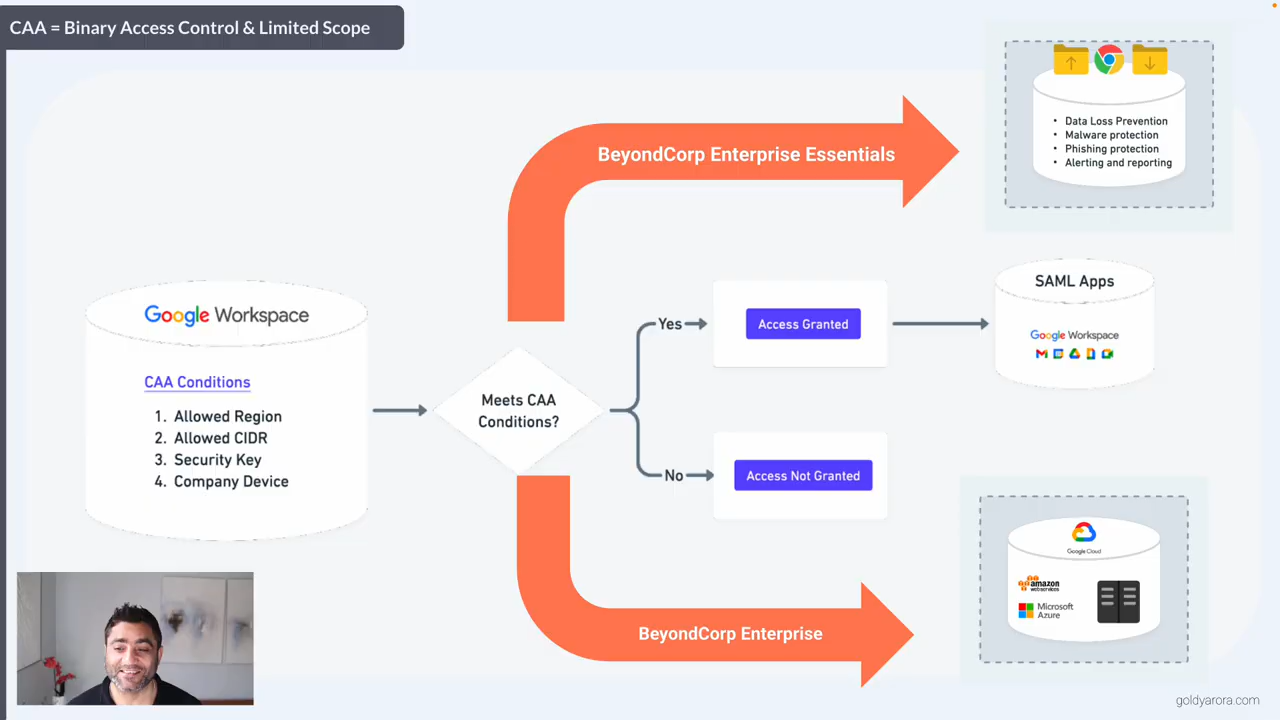 CAA = Binary Access Control & Limited Scope
BeyondCorp Enterprise Essentials
• Data Loss Prevention
• Malware protection
• Phishing protection
• Alerting and reporting
Google Workspace
CAA Conditions
1. Allowed Region
2. Allowed CIDR
3. Security Key
4. Company Device
Meets CAA
Conditions?
Yes
Access Granted
SAML Apps
Google Workspace
No
Access Not Granted
BeyondCorp Enterprise
Google Cloud
amazon
web services
Microsoft
Azure
goldyarora.com